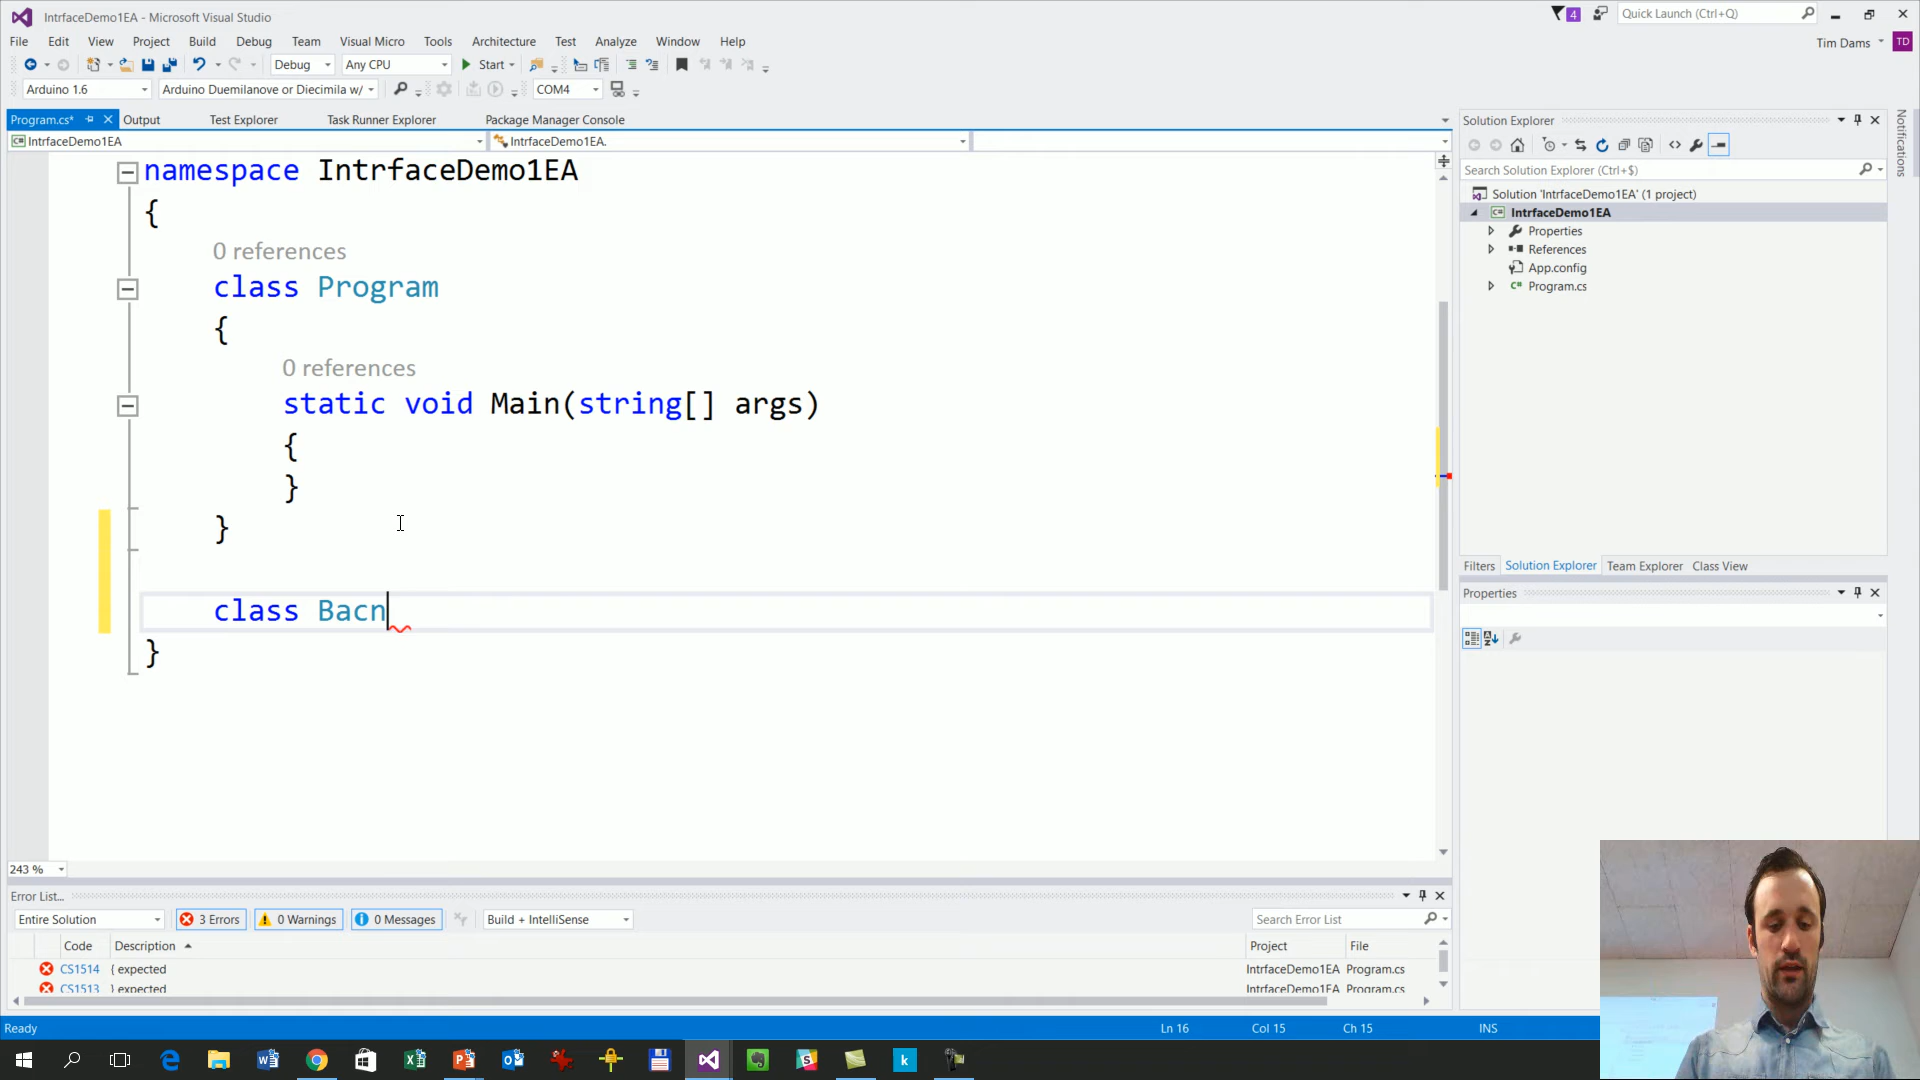 IntrfaceDemo1EA - Microsoft Visual Studio
4
Quick Launch (Ctrl+Q)
File Edit View Project Build Debug Team Visual Micro Tools Architecture Test Analyze Window Help
Tim Dams TD
Debug Any CPU Start
Arduino 1.6 Arduino Duemilanove or Diecimila w/ COM4
Program.cs* Output Test Explorer Task Runner Explorer Package Manager Console
IntrfaceDemo1EA IntrfaceDemo1EA.
namespace IntrfaceDemo1EA
{
0 references
class Program
{
0 references
static void Main(string[] args)
{
}
}
class Bacn
}
243 %
Solution Explorer
Search Solution Explorer (Ctrl+$)
Solution 'IntrfaceDemo1EA' (1 project)
IntrfaceDemo1EA
Properties
References
App.config
C# Program.cs
Filters Solution Explorer Team Explorer Class View
Properties
Notifications
Error List...
Entire Solution 3 Errors 0 Warnings 0 Messages Build + IntelliSense Search Error List
Code Description Project File
CS1514 { expected IntrfaceDemo1EA Program.cs
CS1513 } expected IntrfaceDemo1EA Program.cs
Ready Ln 16 Col 15 Ch 15 INS